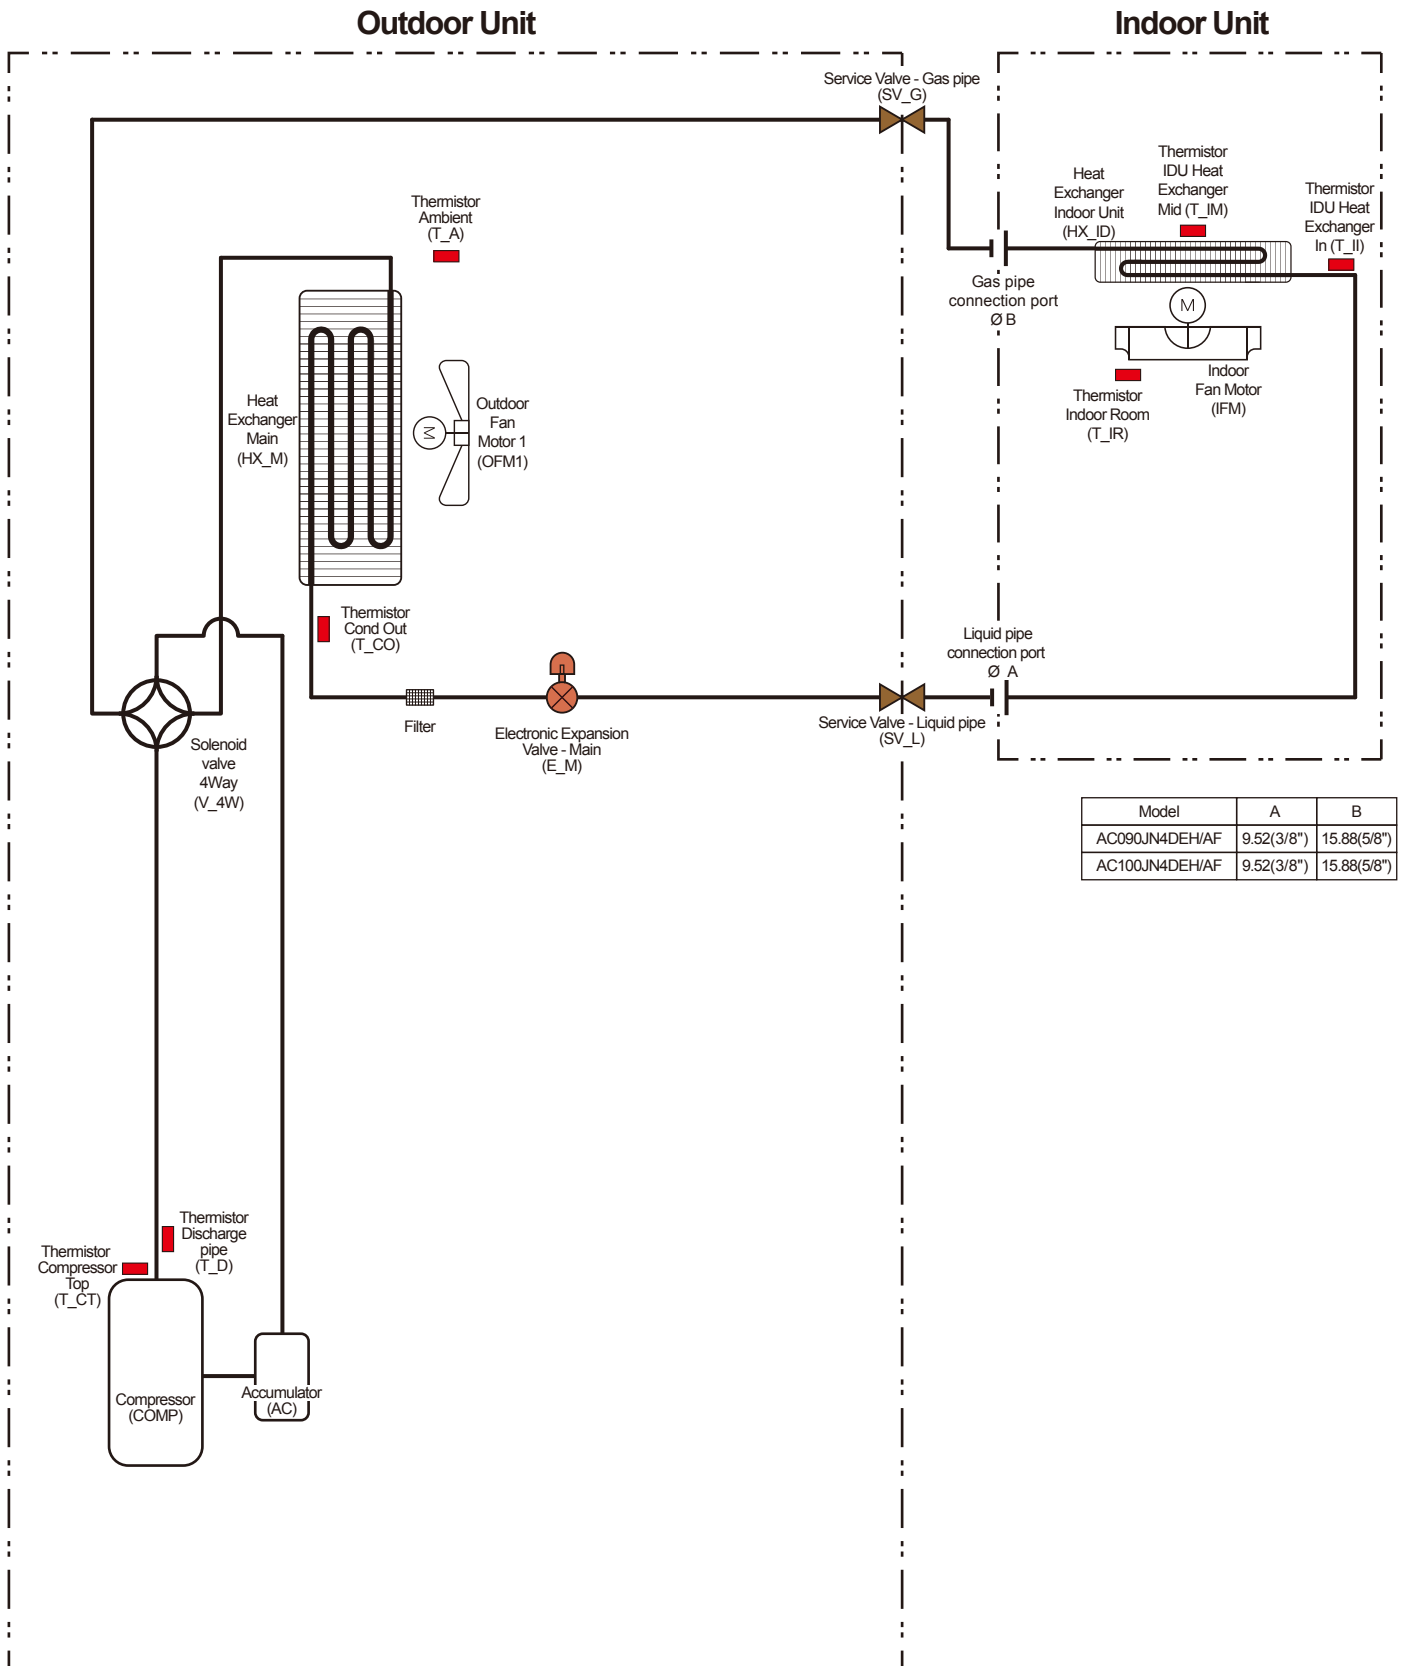 Outdoor Unit
Indoor Unit
Service Valve - Gas pipe
(SV_G)
Thermistor
IDU Heat
Exchanger
Mid (T_IM)
Heat
Exchanger
Indoor Unit
(HX_ID)
Thermistor
IDU Heat
Exchanger
In (T_II)
Thermistor
Ambient
(T_A)
Gas pipe
connection port
Ø B
M
Indoor
Fan Motor
(IFM)
Thermistor
Indoor Room
(T_IR)
Heat
Exchanger
Main
(HX_M)
M
Outdoor
Fan
Motor 1
(OFM1)
Thermistor
Cond Out
(T_CO)
Liquid pipe
connection port
Ø A
Filter
Electronic Expansion
Valve - Main
(E_M)
Service Valve - Liquid pipe
(SV_L)
Solenoid
valve
4Way
(V_4W)
Model A B
AC090JN4DEH/AF 9.52(3/8") 15.88(5/8")
AC100JN4DEH/AF 9.52(3/8") 15.88(5/8")
Thermistor
Discharge
pipe
(T_D)
Thermistor
Compressor
Top
(T_CT)
Compressor
(COMP)
Accumulator
(AC)